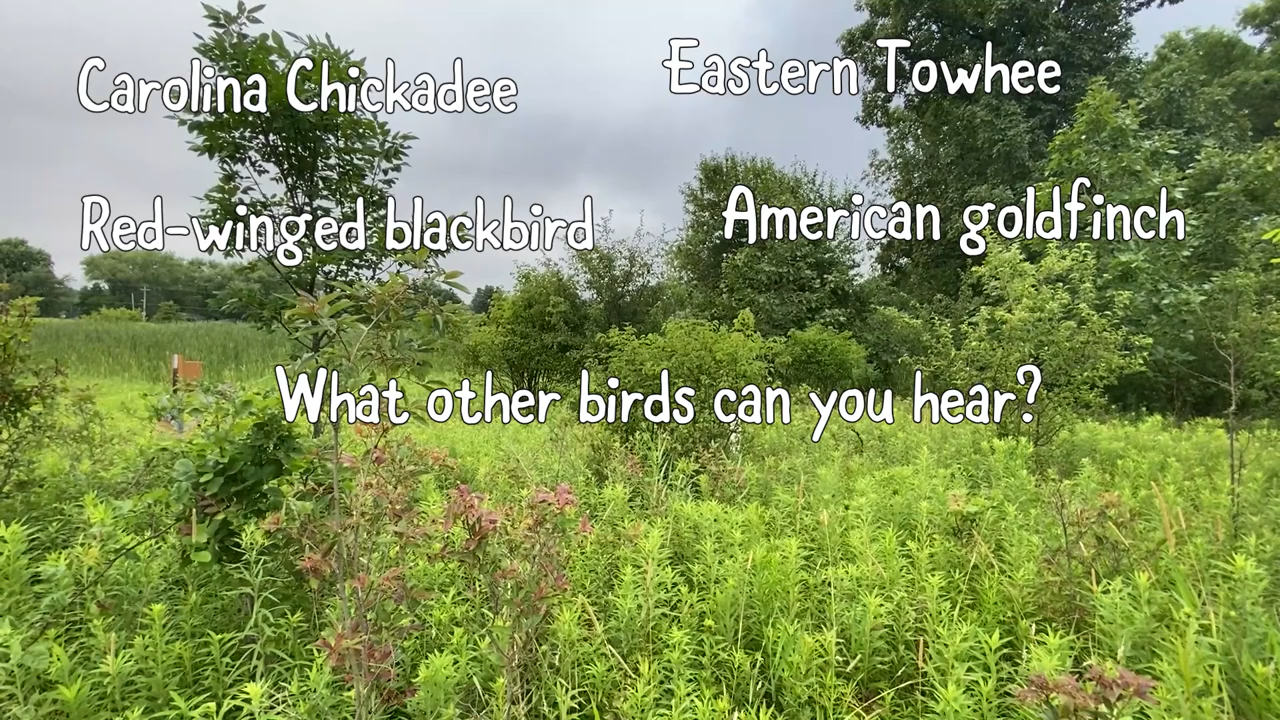 Carolina Chickadee
Eastern Towhee
Red-winged blackbird
American goldfinch
What other birds can you hear?